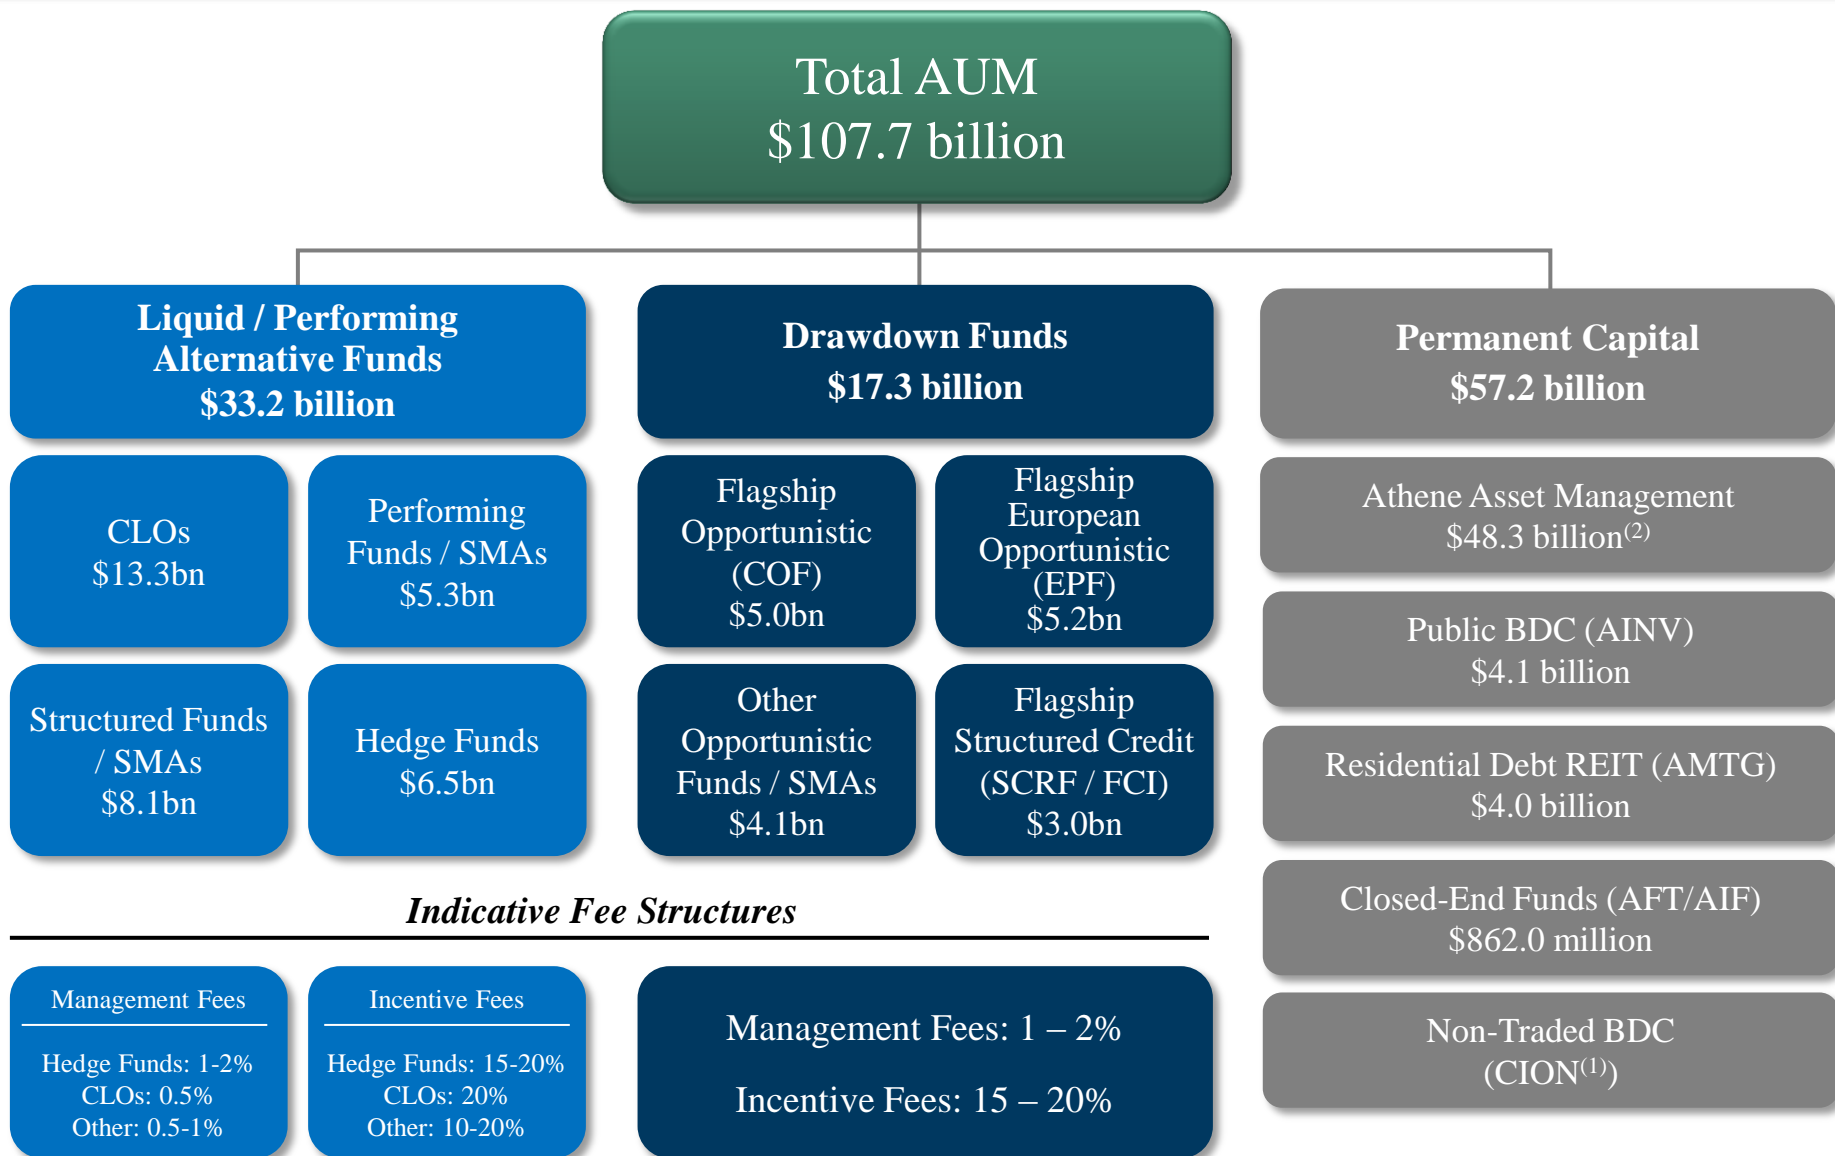 Total AUM
$107.7 billion
Liquid / Performing
Alternative Funds
$33.2 billion
CLOs
$13.3bn
Performing
Funds / SMAs
$5.3bn
Structured Funds
/ SMAs
$8.1bn
Hedge Funds
$6.5bn
Drawdown Funds
$17.3 billion
Flagship
Opportunistic
(COF)
$5.0bn
Flagship
European
Opportunistic
(EPF)
$5.2bn
Other
Opportunistic
Funds / SMAs
$4.1bn
Flagship
Structured Credit
(SCRF / FCI)
$3.0bn
Permanent Capital
$57.2 billion
Athene Asset Management
$48.3 billion(2)
Public BDC (AINV)
$4.1 billion
Residential Debt REIT (AMTG)
$4.0 billion
Closed-End Funds (AFT/AIF)
$862.0 million
Non-Traded BDC
(CION(1))
Indicative Fee Structures
Management Fees
Hedge Funds: 1-2%
CLOs: 0.5%
Other: 0.5-1%
Incentive Fees
Hedge Funds: 15-20%
CLOs: 20%
Other: 10-20%
Management Fees: 1 – 2%
Incentive Fees: 15 – 20%